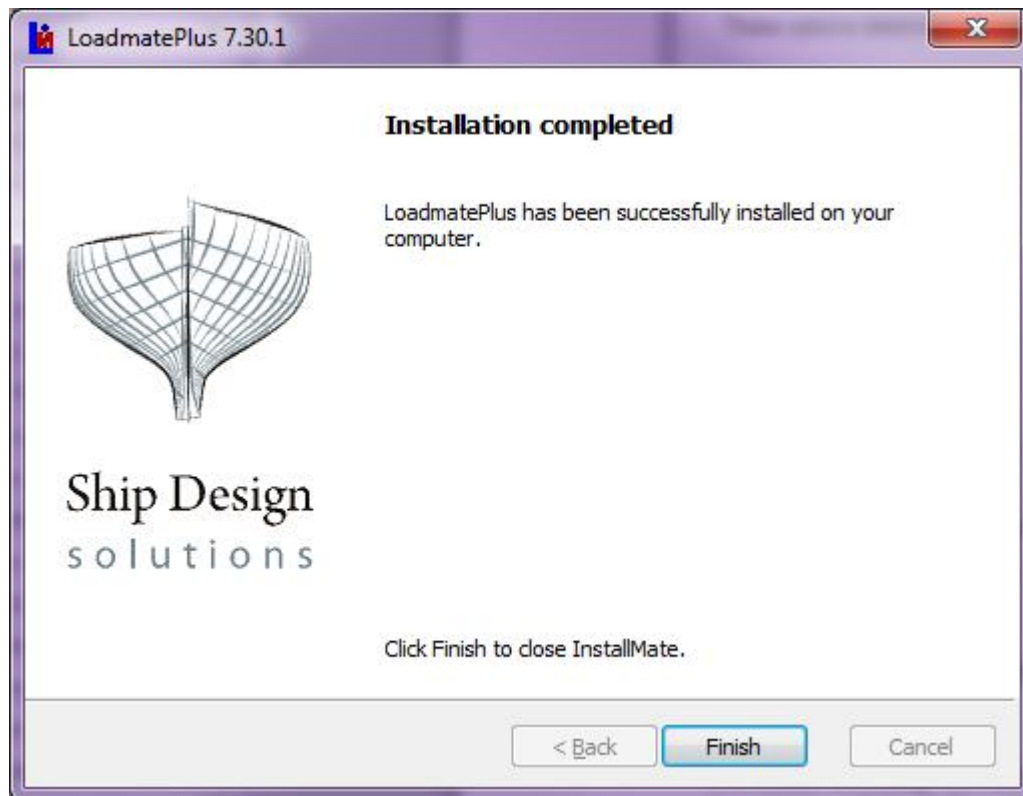 LoadmatePlus 7.30.1
Installation completed
LoadmatePlus has been successfully installed on your
computer.
Ship Design
solutions
Click Finish to close InstallMate.
< Back
Finish
Cancel